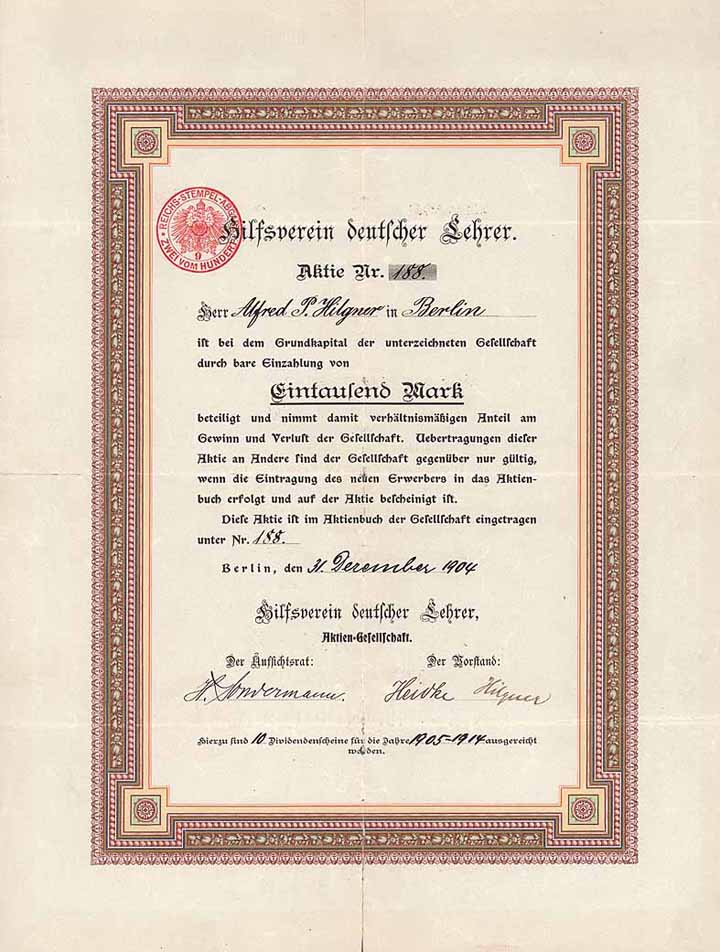 REICHS-STEMPEL-ABG
ZWEI VOM HUNDERT
9
Hilfsverein deutscher Lehrer.
Aktie Nr. 188.
Herr Alfred P. Hilgner in Berlin
ist bei dem Grundkapital der unterzeichneten Gesellschaft
durch bare Einzahlung von
Eintausend Mark
beteiligt und nimmt damit verhältnismäßigen Anteil am
Gewinn und Verlust der Gesellschaft. Uebertragungen dieser
Aktie an Andere sind der Gesellschaft gegenüber nur gültig,
wenn die Eintragung des neuen Erwerbers in das Aktien-
buch erfolgt und auf der Aktie bescheinigt ist.
Diese Aktie ist im Aktienbuch der Gesellschaft eingetragen
unter Nr. 188.
Berlin, den 31. Dezember 1904
Hilfsverein deutscher Lehrer,
Aktien-Gesellschaft.
Der Aufsichtsrat: Der Vorstand:
Sondermann. Heidke Hilgner
Hierzu sind 10 Dividendenscheine für die Jahre 1905-1914 ausgereicht
worden.